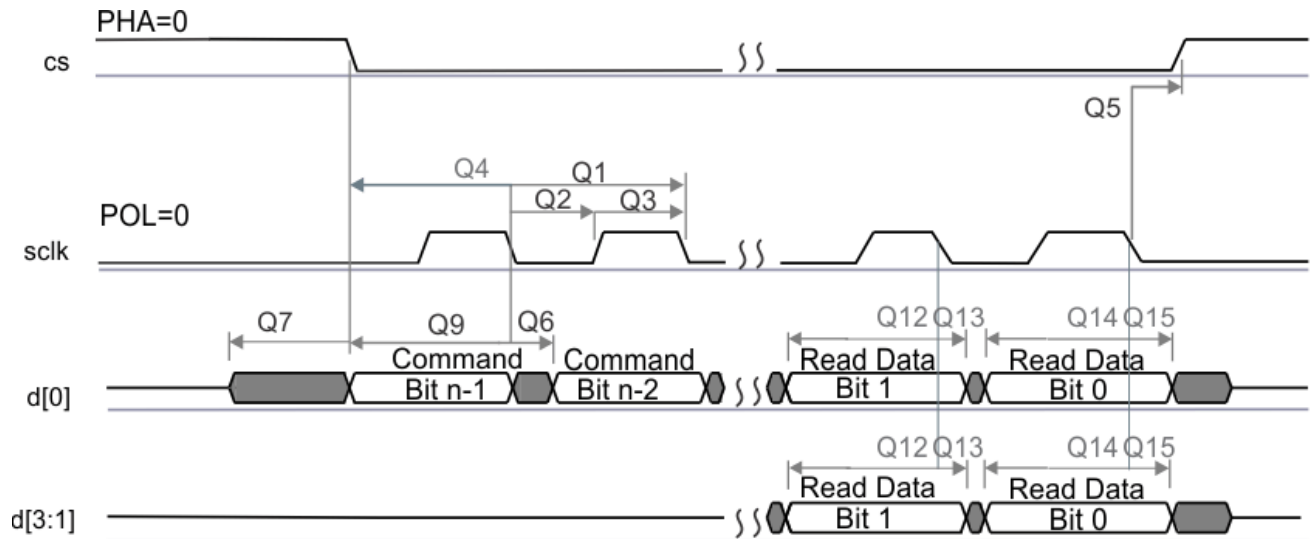 PHA=0
cs
Q5
Q4
Q1
Q2
Q3
POL=0
sclk
Q7
Q9
Q6
Q12
Q13
Q14
Q15
Command
Command
Read Data
Read Data
d[0]
Bit n-1
Bit n-2
Bit 1
Bit 0
Q12
Q13
Q14
Q15
Read Data
Read Data
d[3:1]
Bit 1
Bit 0